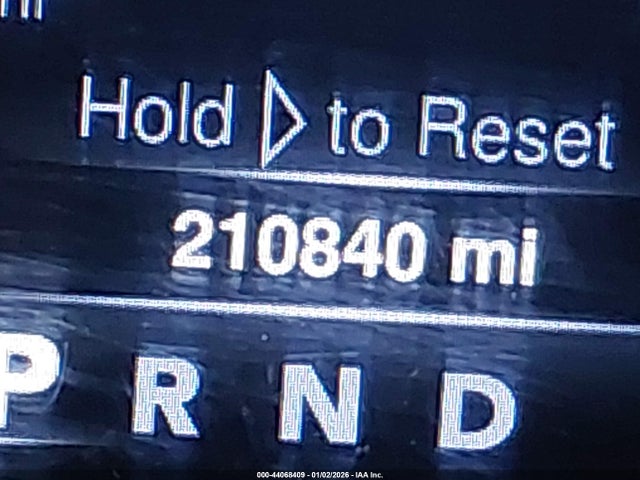 Hold ▷ to Reset
210840 mi
P R N D
000-44068409 - 01/02/2026 - IAA Inc.